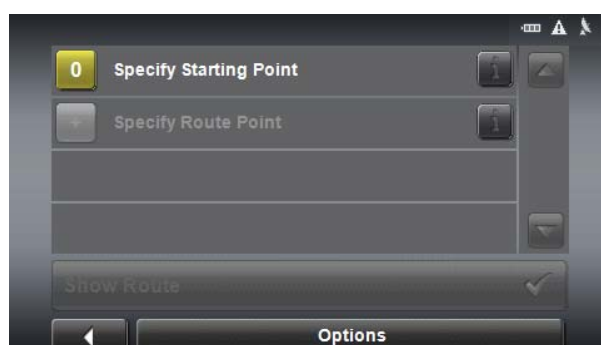 0 Specify Starting Point i
+ Specify Route Point i
Show Route
Options